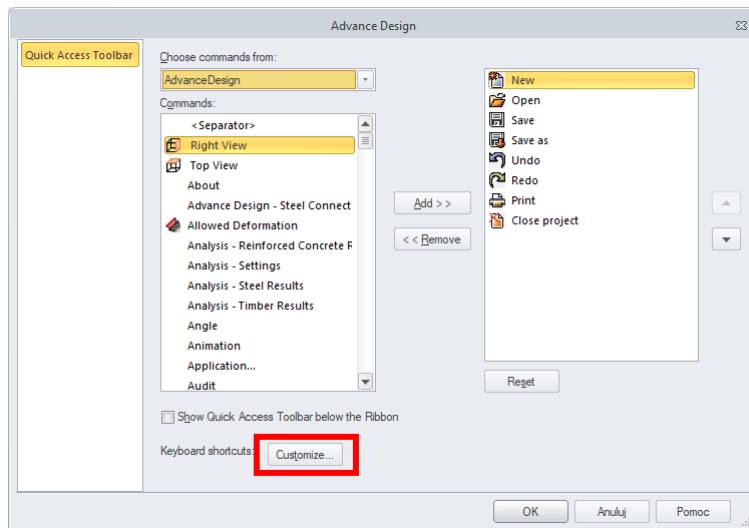 Advance Design
Quick Access Toolbar
Choose commands from:
AdvanceDesign
Commands:
<Separator>
Right View
Top View
About
Advance Design - Steel Connect
Allowed Deformation
Analysis - Reinforced Concrete R
Analysis - Settings
Analysis - Steel Results
Analysis - Timber Results
Angle
Animation
Application...
Audit
Add > >
< < Remove
New
Open
Save
Save as
Undo
Redo
Print
Close project
Reset
Show Quick Access Toolbar below the Ribbon
Keyboard shortcuts: Customize...
OK Anuluj Pomoc